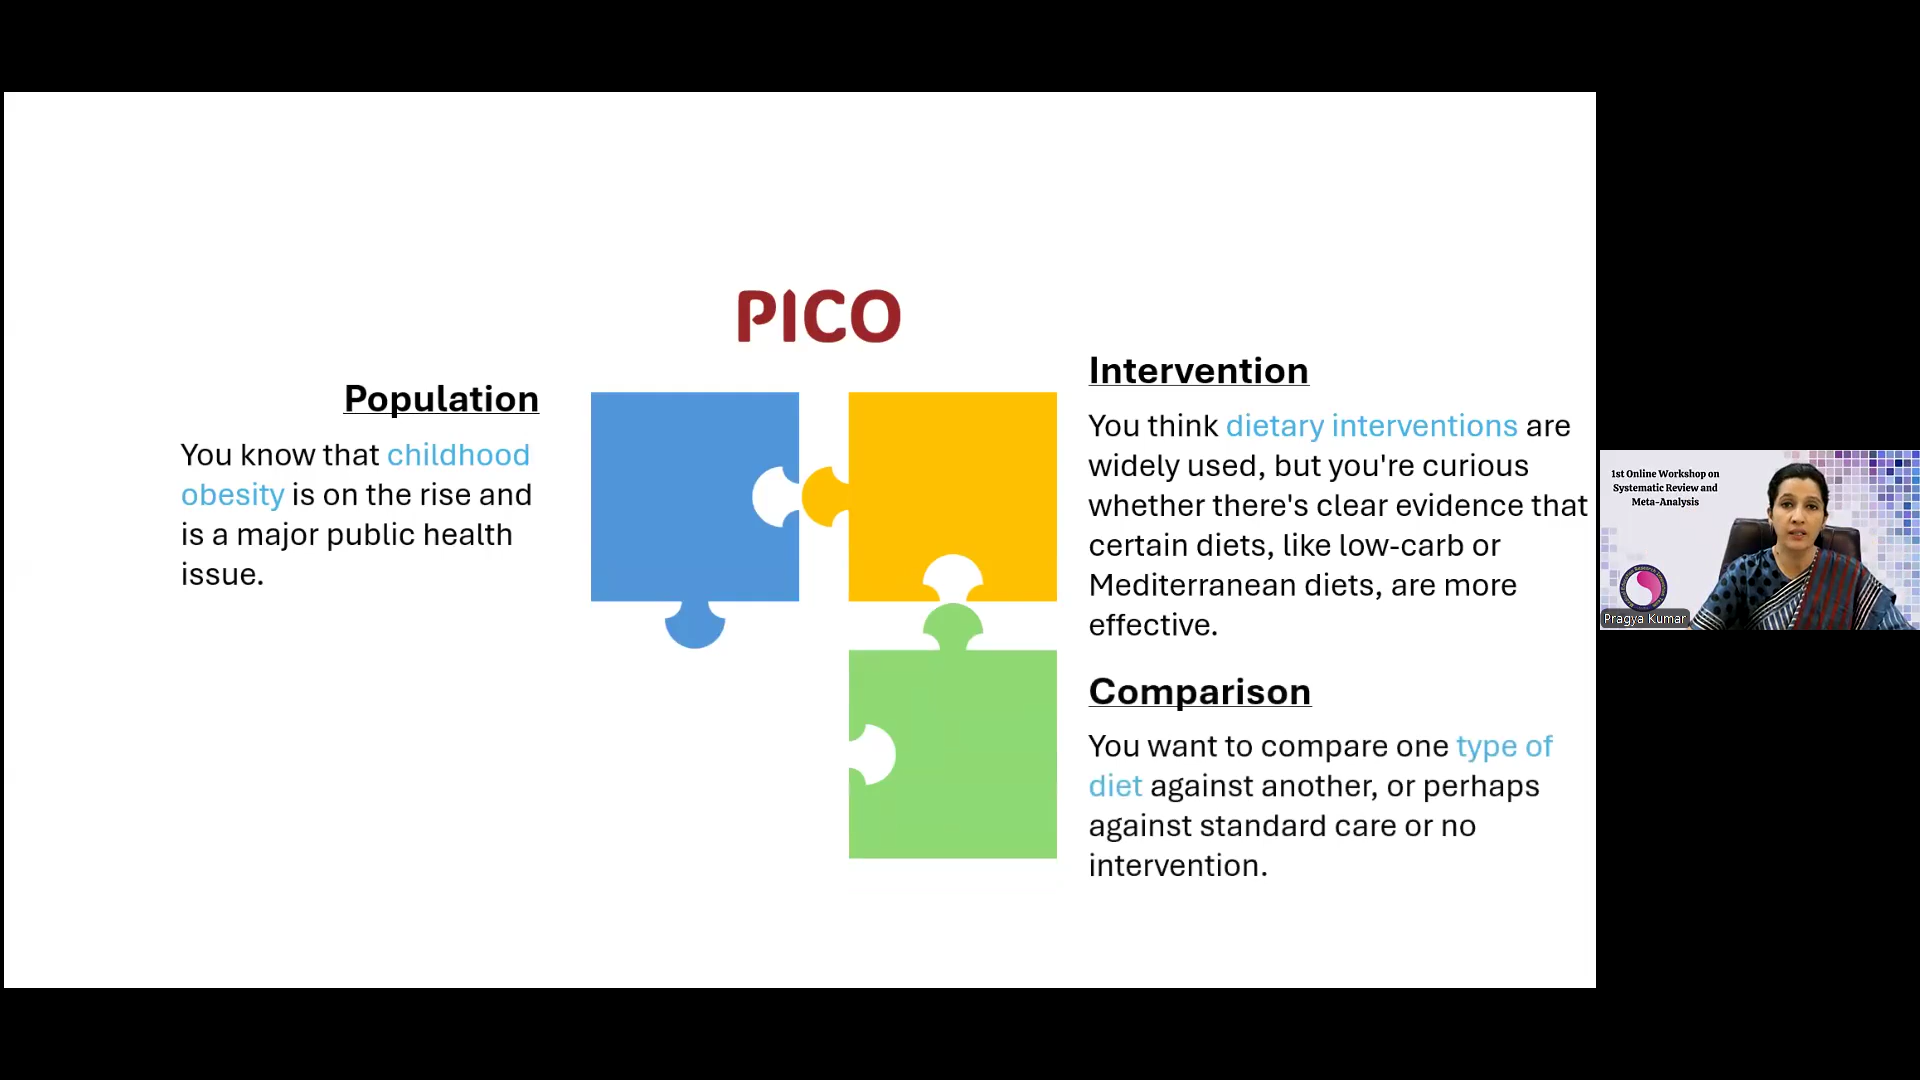 PICO
Population
You know that childhood
obesity is on the rise and
is a major public health
issue.
Intervention
You think dietary interventions are
widely used, but you're curious
whether there's clear evidence that
certain diets, like low-carb or
Mediterranean diets, are more
effective.
Comparison
You want to compare one type of
diet against another, or perhaps
against standard care or no
intervention.
1st Online Workshop on
Systematic Review and
Meta-Analysis
Pragya Kumar